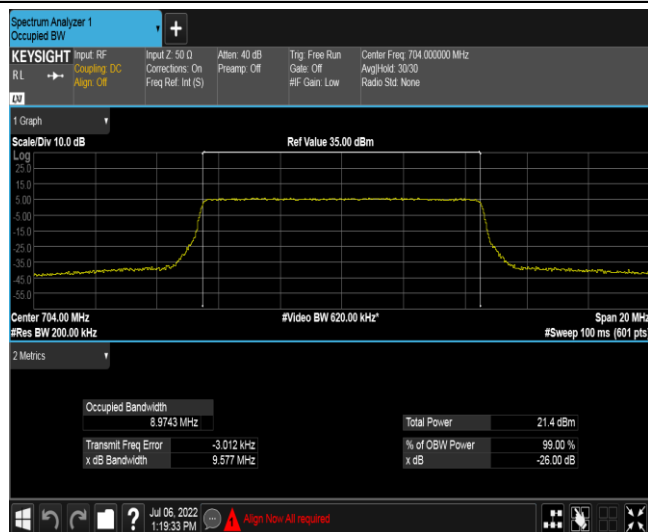 Spectrum Analyzer 1
Occupied BW
KEYSIGHT
RL
LXI
Input: RF
Coupling: DC
Align: Off
Input Z: 50 Ω
Corrections: On
Freq Ref: Int (S)
Atten: 40 dB
Preamp: Off
Trig: Free Run
Gate: Off
#IF Gain: Low
Center Freq: 704.000000 MHz
Avg|Hold: 30/30
Radio Std: None
1 Graph
Scale/Div 10.0 dB
Ref Value 35.00 dBm
Log
25.0
15.0
5.00
-5.00
-15.0
-25.0
-35.0
-45.0
-55.0
Center 704.00 MHz
#Video BW 620.00 kHz*
Span 20 MHz
#Res BW 200.00 kHz
#Sweep 100 ms (601 pts)
2 Metrics
Occupied Bandwidth
8.9743 MHz
Total Power 21.4 dBm
Transmit Freq Error -3.012 kHz
% of OBW Power 99.00 %
x dB Bandwidth 9.577 MHz
x dB -26.00 dB
?
Jul 06, 2022
1:19:33 PM
Align Now All required